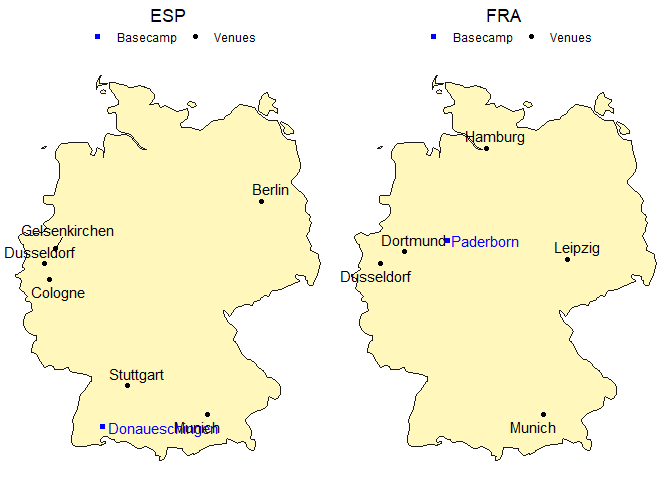 ESP
Basecamp Venues
Berlin
Gelsenkirchen
Dusseldorf
Cologne
Stuttgart
Munich
Donaueschingen
FRA
Basecamp Venues
Hamburg
Dortmund
Paderborn
Leipzig
Dusseldorf
Munich